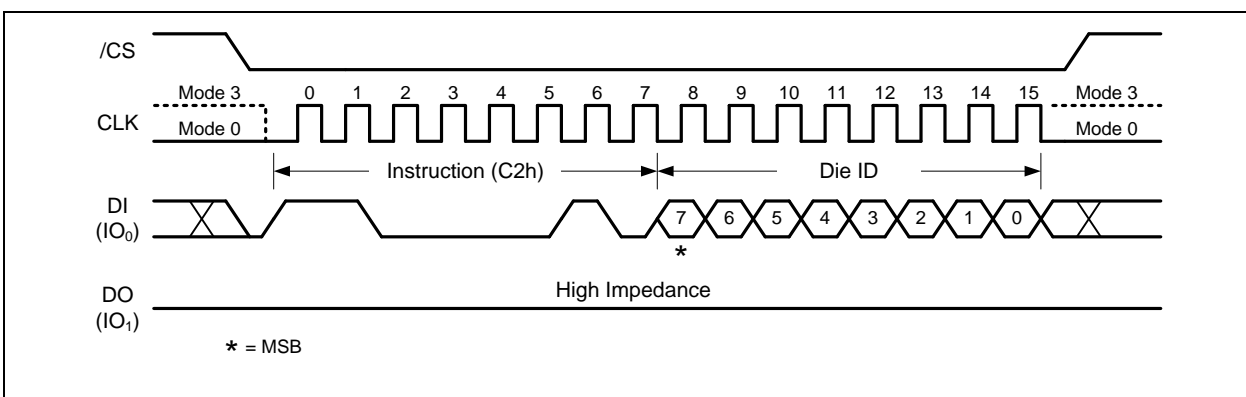 /CS
Mode 3 0 1 2 3 4 5 6 7 8 9 10 11 12 13 14 15 Mode 3
CLK
Mode 0 Mode 0
Instruction (C2h) Die ID
DI
(IO₀)
7 6 5 4 3 2 1 0
*
High Impedance
DO
(IO₁)
* = MSB